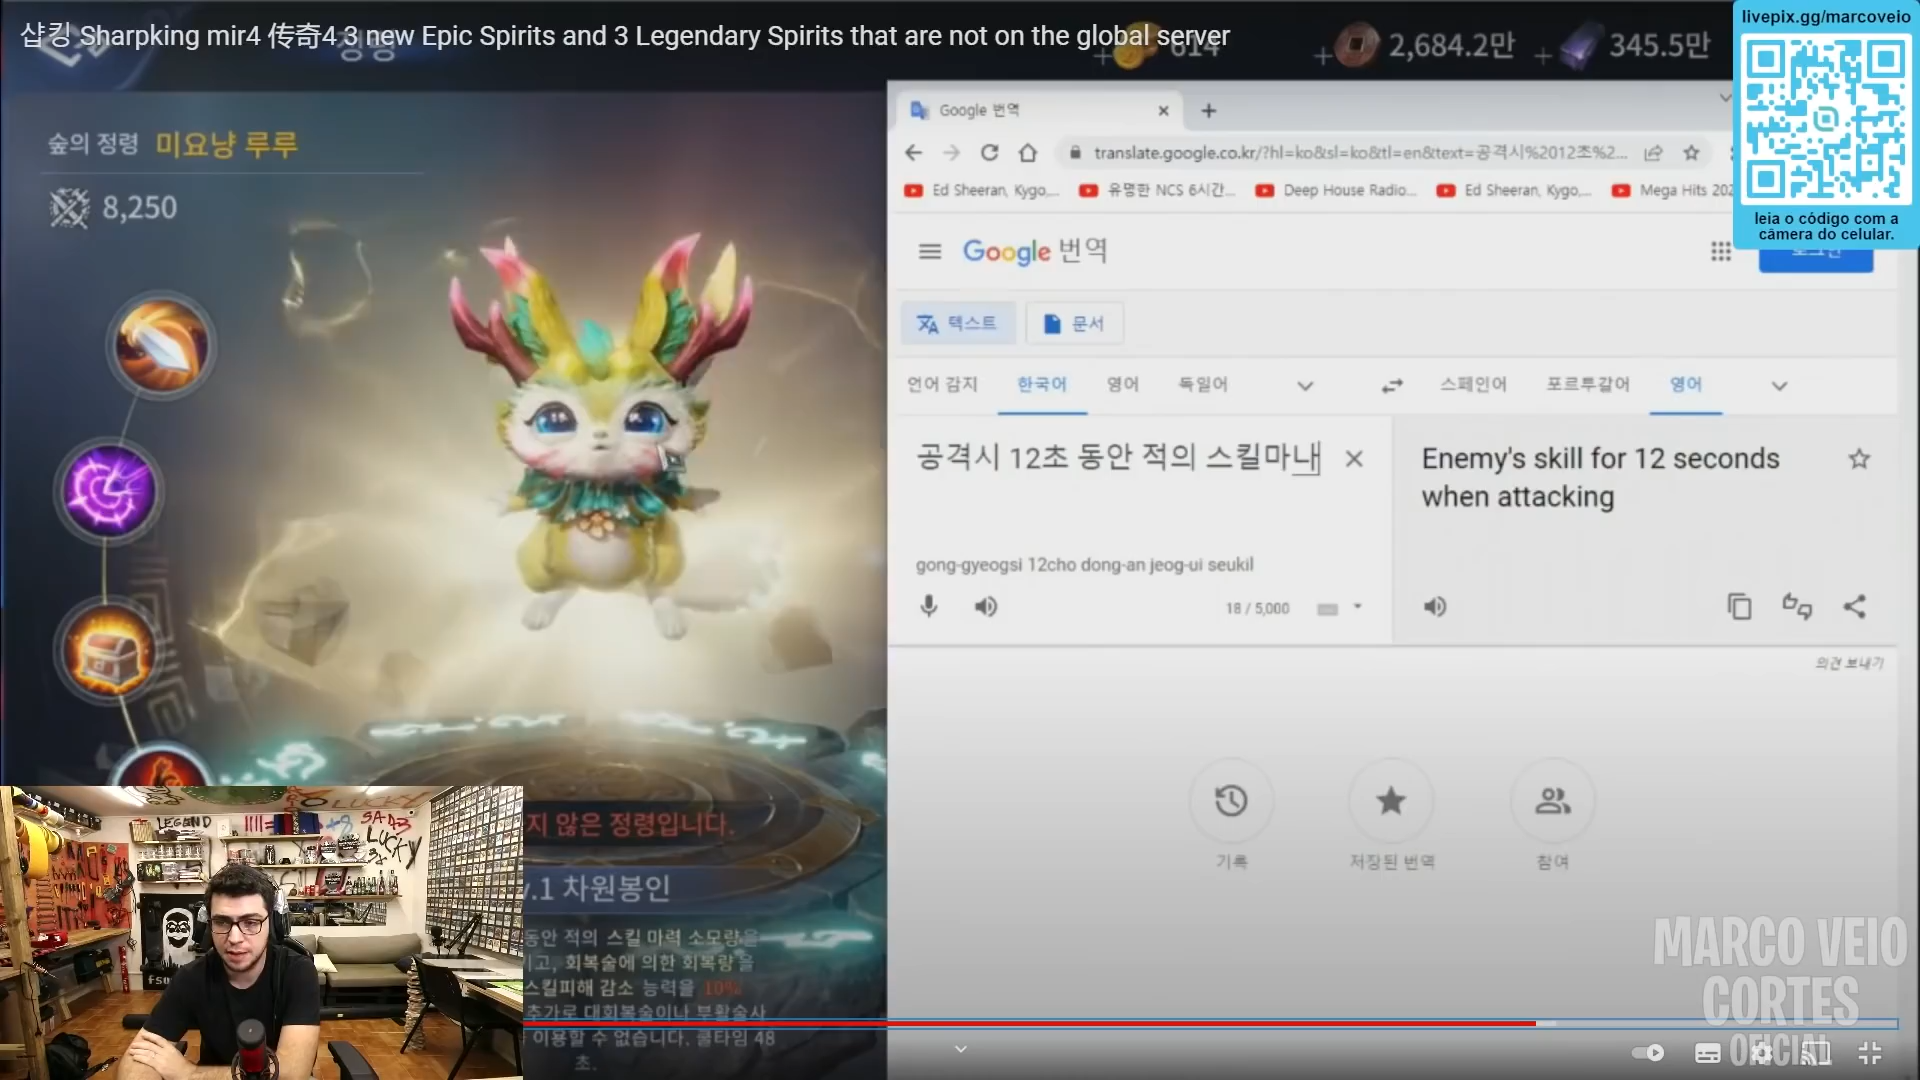 샵킹 Sharpking mir4 传奇4 3 new Epic Spirits and 3 Legendary Spirits that are not on the global server
정령
614
2,684.2만
345.5만
livepix.gg/marcoveio
leia o código com a
câmera do celular.
숲의 정령 미요냥 루루
8,250
Google 번역
translate.google.co.kr/?hl=ko&sl=ko&tl=en&text=공격시%2012초%2...
Ed Sheeran, Kygo,...
유명한 NCS 6시간...
Deep House Radio...
Ed Sheeran, Kygo,...
Mega Hits 202
Google 번역
로그인
텍스트
문서
언어 감지
한국어
영어
독일어
스페인어
포르투갈어
영어
공격시 12초 동안 적의 스킬마내
Enemy's skill for 12 seconds
when attacking
gong-gyeogsi 12cho dong-an jeog-ui seukil
18 / 5,000
의견 보내기
기록
저장된 번역
참여
지 않은 정령입니다.
.1 차원봉인
동안 적의 스킬 마력 소모량을
고, 회복술에 의한 회복량을
스킬피해 감소 능력을 10%
추가로 대회복술이나 부활술사
이용할 수 없습니다. 쿨타임 48
초.
LEGEND
LUCKY
SAD3
LUCKY
MARCO VEIO
CORTES
OFICIAL